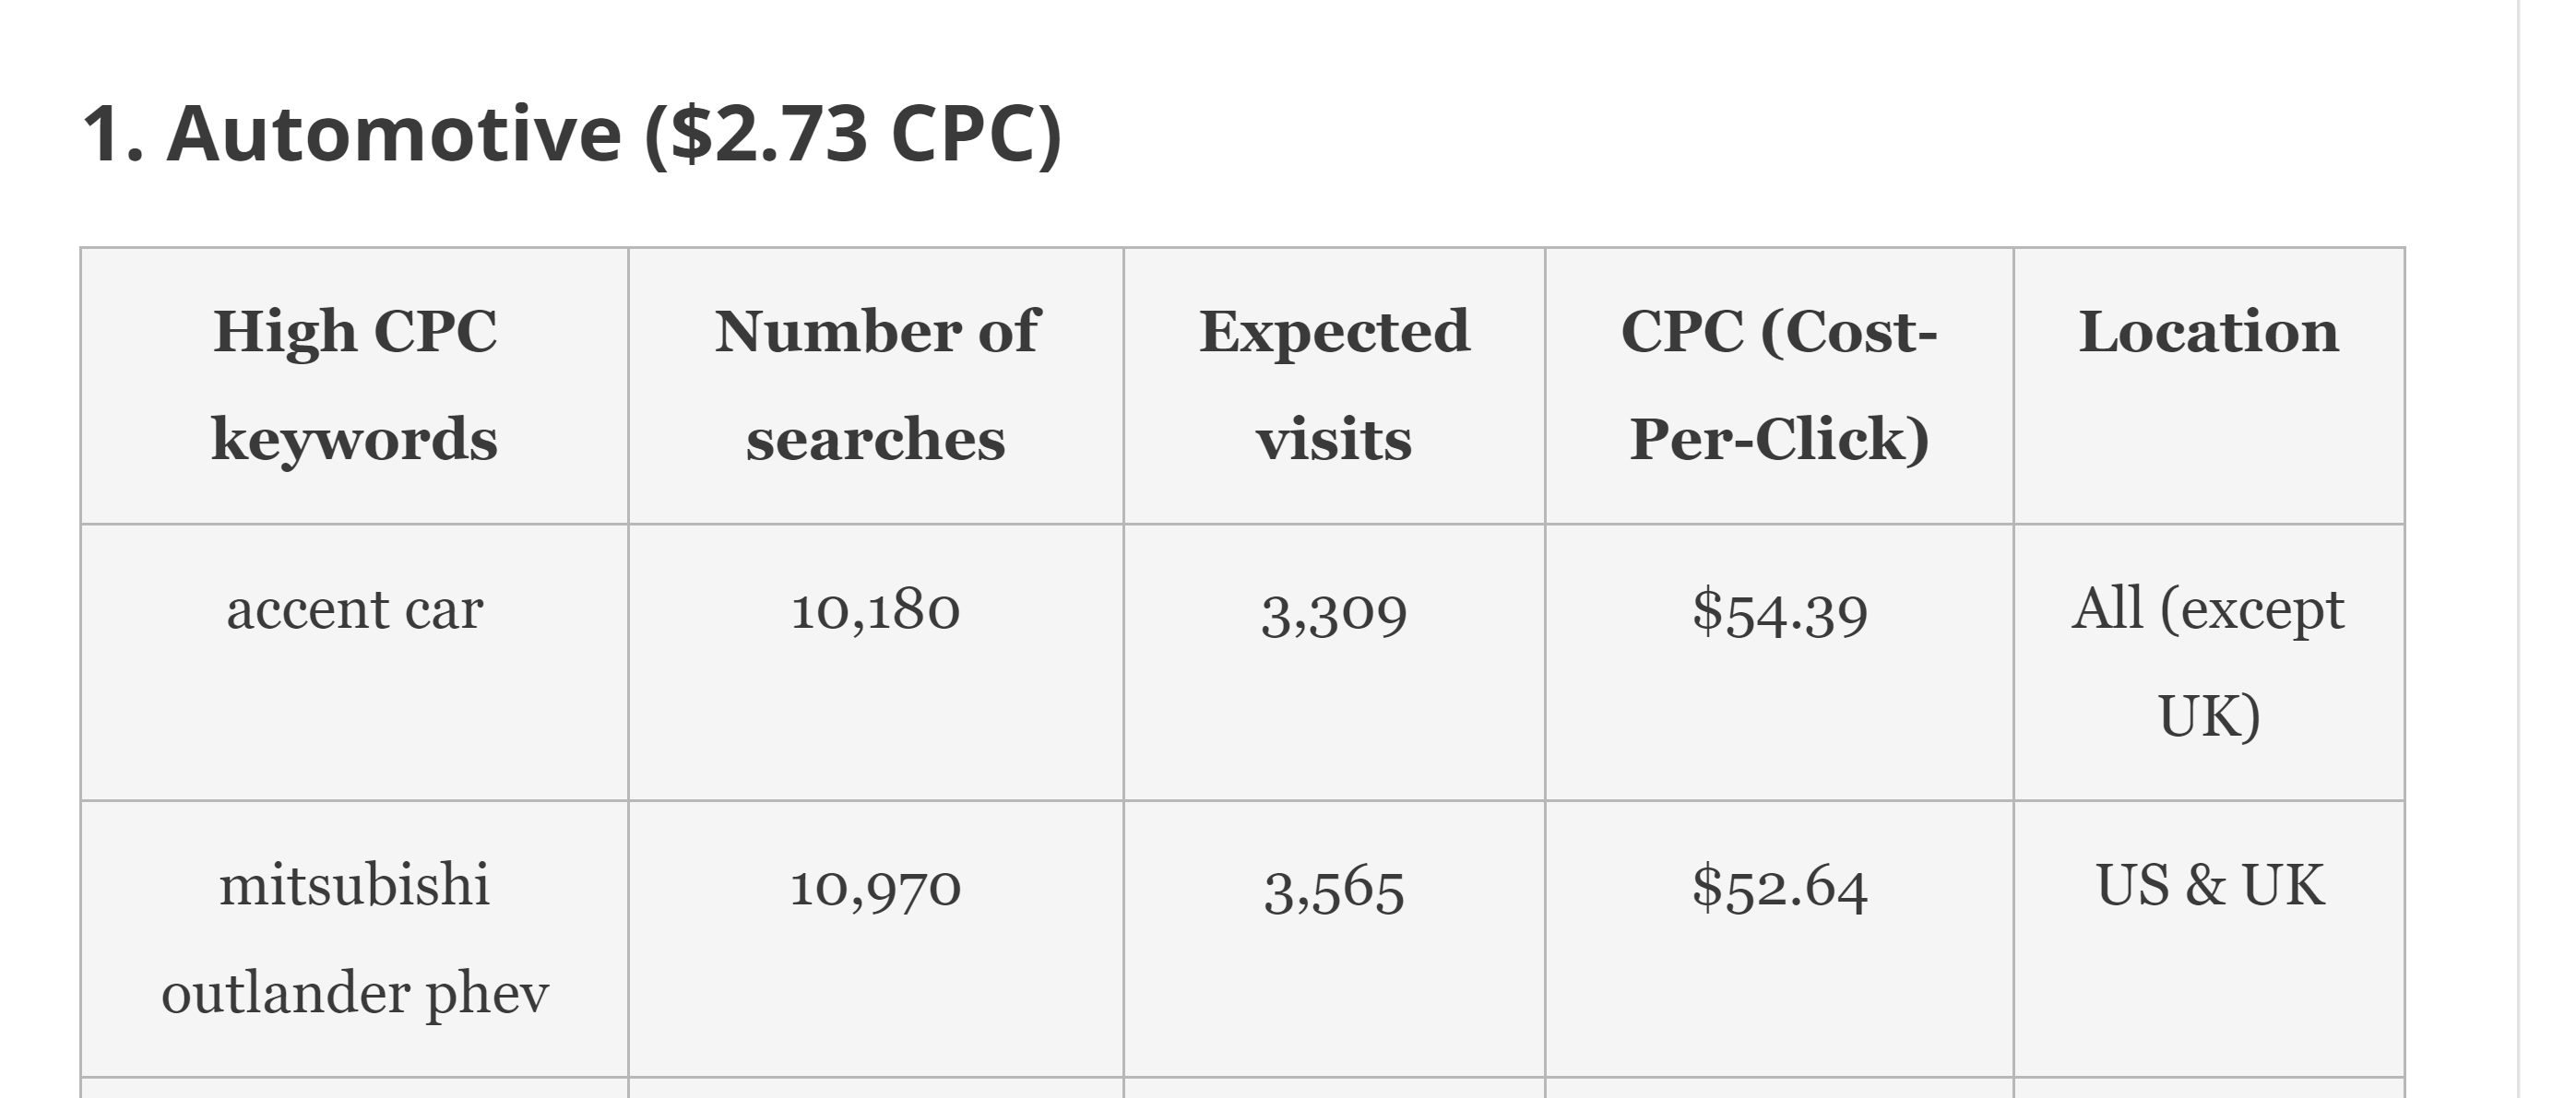 1. Automotive ($2.73 CPC)
High CPC
keywords
Number of
searches
Expected
visits
CPC (Cost-
Per-Click)
Location
accent car
10,180
3,309
$54.39
All (except
UK)
mitsubishi
outlander phev
10,970
3,565
$52.64
US & UK